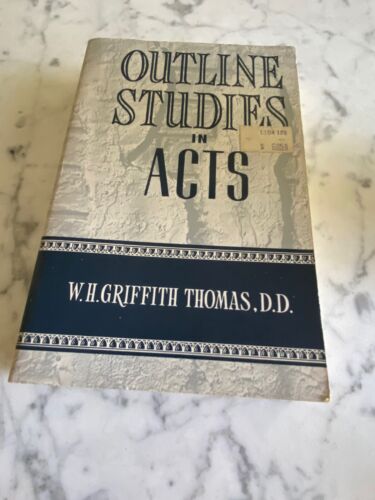 OUTLINE
STUDIES
IN
ACTS
W.H.GRIFFITH THOMAS, D.D.